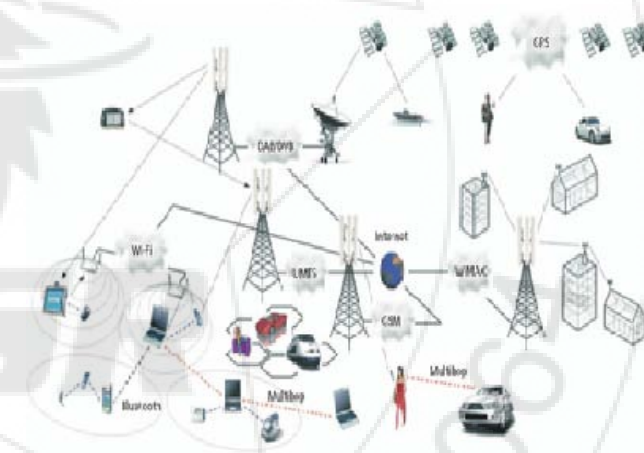 GPS
DAB/DVB
Internet
Wi-Fi
UMTS
WiMAX
GSM
Multihop
Multihop
Bluetooth